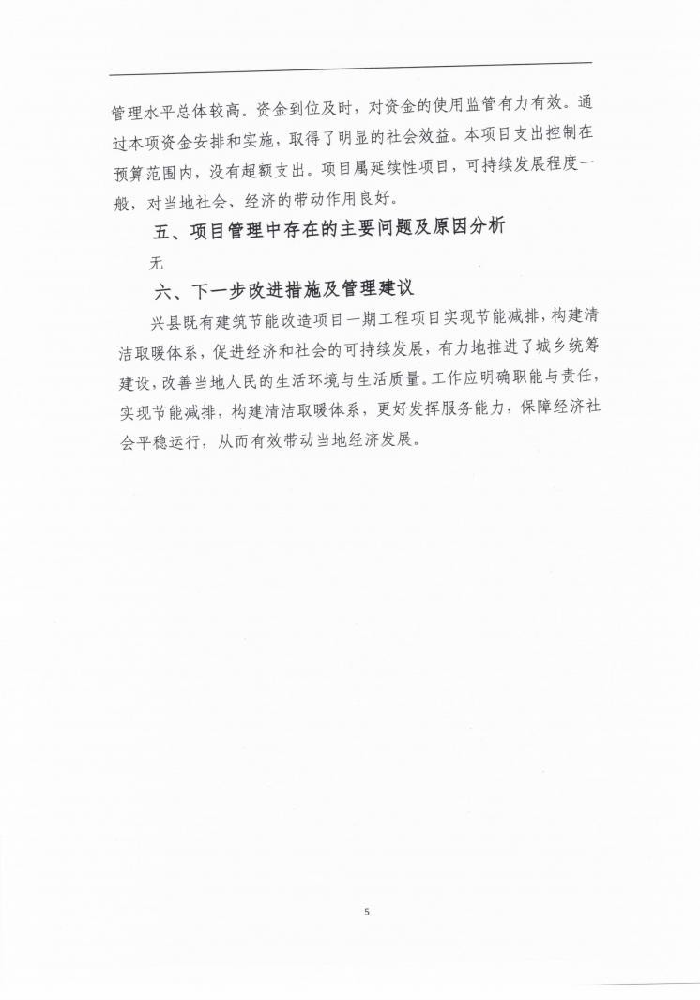 管理水平总体较高。资金到位及时，对资金的使用监管有力有效。通
过本项资金安排和实施，取得了明显的社会效益。本项目支出控制在
预算范围内，没有超额支出。项目属延续性项目，可持续发展程度一
般，对当地社会、经济的带动作用良好。
五、项目管理中存在的主要问题及原因分析
无
六、下一步改进措施及管理建议
兴县既有建筑节能改造项目一期工程项目实现节能减排，构建清
洁取暖体系，促进经济和社会的可持续发展，有力地推进了城乡统筹
建设，改善当地人民的生活环境与生活质量。工作应明确职能与责任，
实现节能减排，构建清洁取暖体系，更好发挥服务能力，保障经济社
会平稳运行，从而有效带动当地经济发展。
5